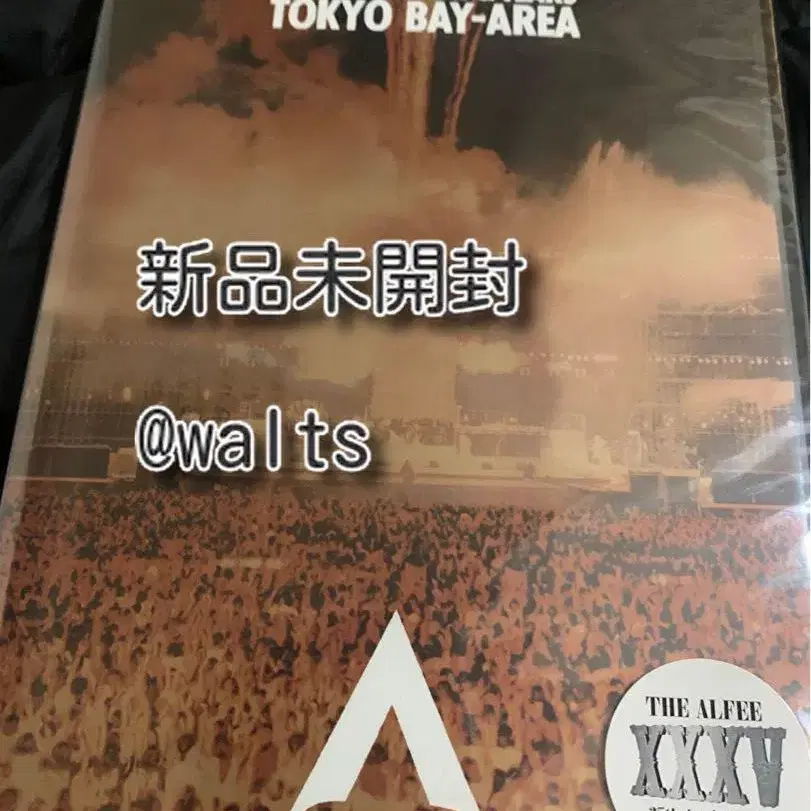 TOKYO BAY-AREA
新品未開封
@walts
THE ALFEE
XXXV